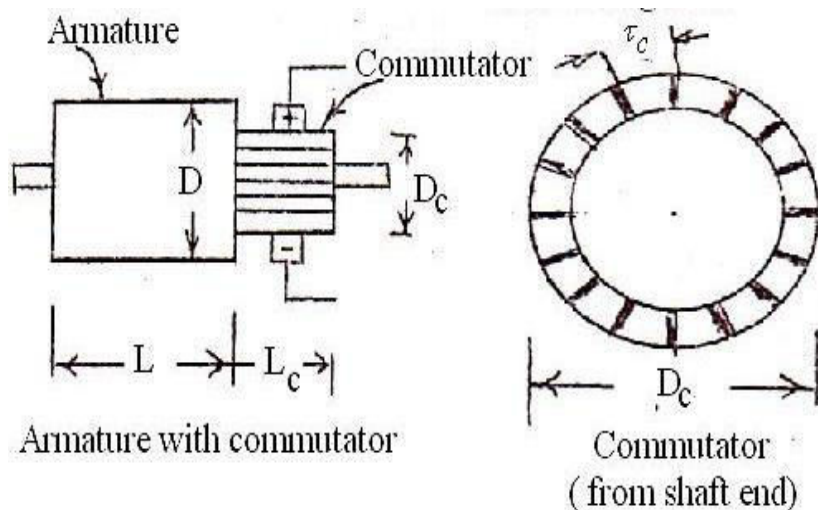 Armature
Commutator
τc
+
D
Dc
-
L
Lc
Dc
Armature with commutator
Commutator
( from shaft end)